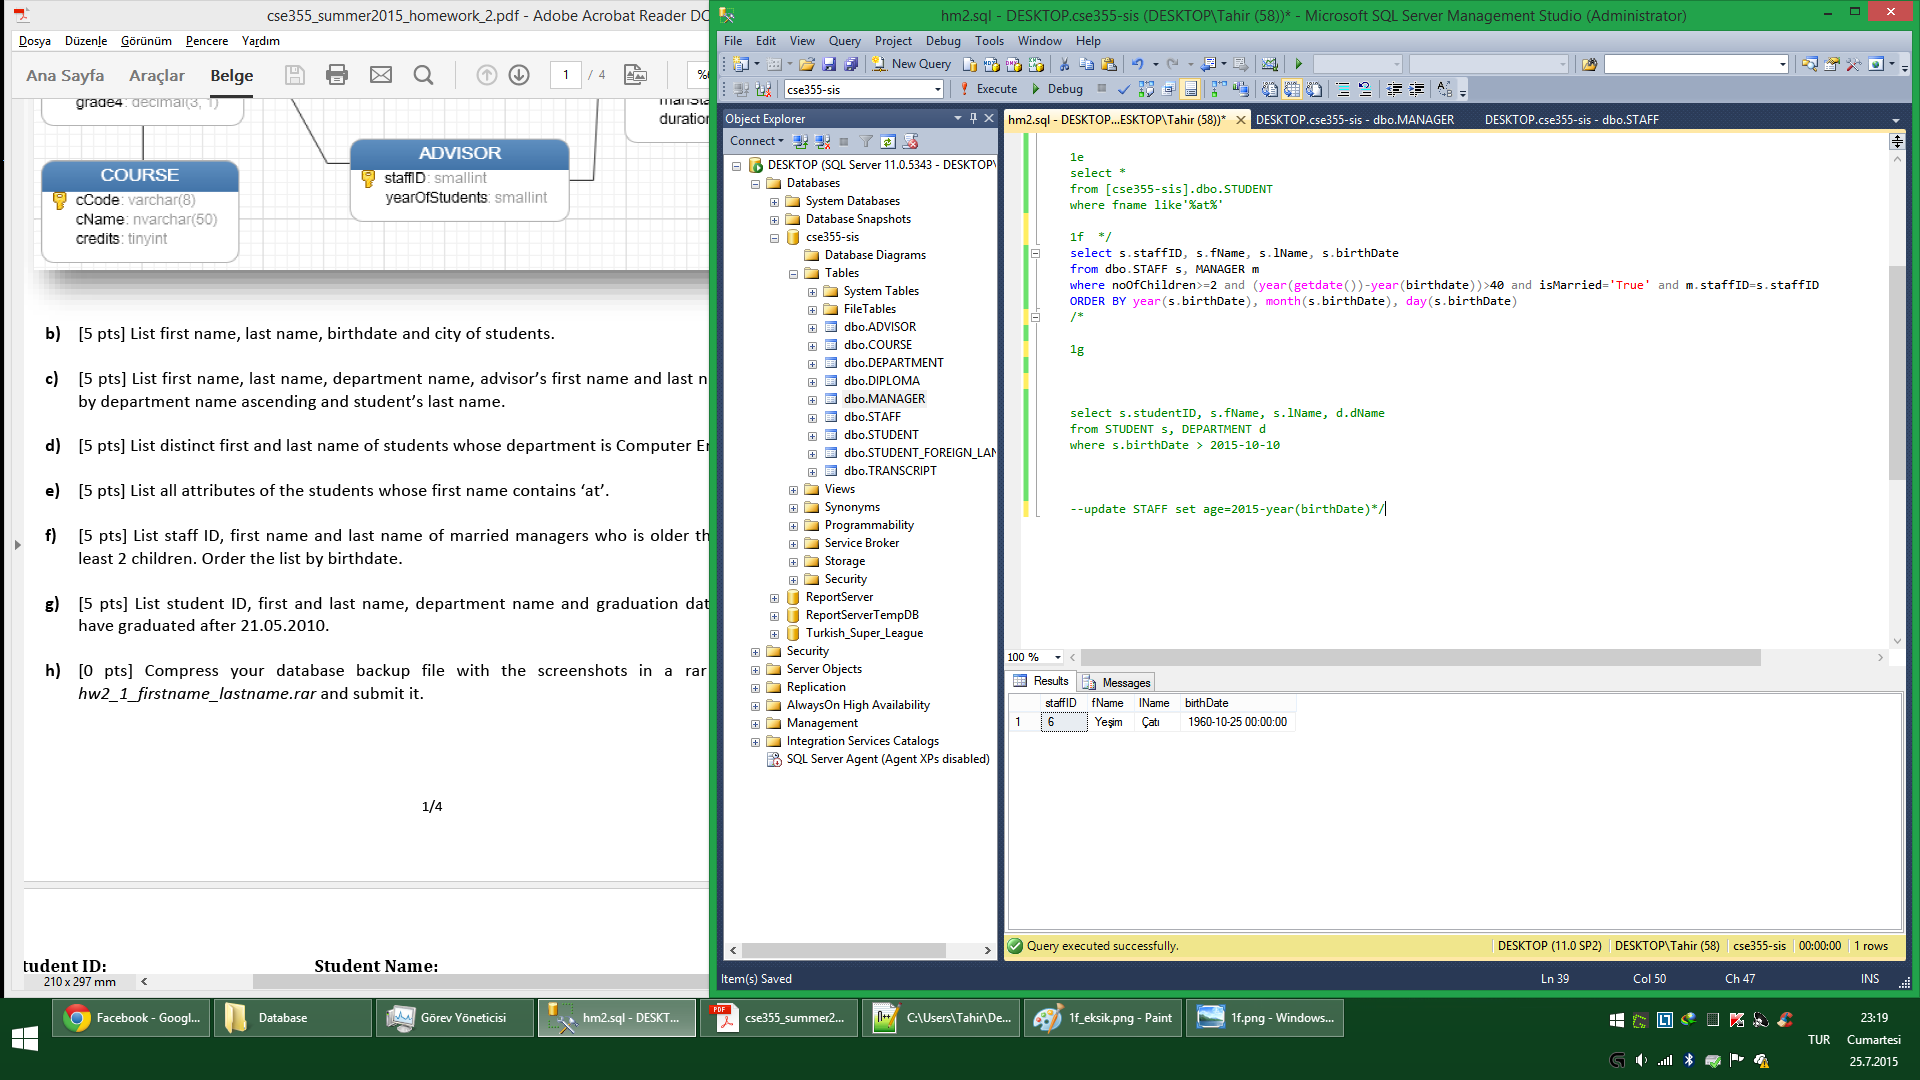 cse355_summer2015_homework_2.pdf - Adobe Acrobat Reader DC
Dosya Düzenle Görünüm Pencere Yardım
Ana Sayfa Araçlar Belge 1 / 4
grade4: decimal(3, 1)
duration
ADVISOR
staffID: smallint
yearOfStudents: smallint
COURSE
cCode: varchar(8)
cName: nvarchar(50)
credits: tinyint
b) [5 pts] List first name, last name, birthdate and city of students.
c) [5 pts] List first name, last name, department name, advisor's first name and last n
by department name ascending and student's last name.
d) [5 pts] List distinct first and last name of students whose department is Computer En
e) [5 pts] List all attributes of the students whose first name contains ‘at’.
f) [5 pts] List staff ID, first name and last name of married managers who is older th
least 2 children. Order the list by birthdate.
g) [5 pts] List student ID, first and last name, department name and graduation dat
have graduated after 21.05.2010.
h) [0 pts] Compress your database backup file with the screenshots in a rar
hw2_1_firstname_lastname.rar and submit it.
1/4
tudent ID: Student Name:
210 x 297 mm
hm2.sql - DESKTOP.cse355-sis (DESKTOP\Tahir (58))* - Microsoft SQL Server Management Studio (Administrator)
File Edit View Query Project Debug Tools Window Help
New Query
cse355-sis Execute Debug
Object Explorer
Connect
DESKTOP (SQL Server 11.0.5343 - DESKTOP\
Databases
System Databases
Database Snapshots
cse355-sis
Database Diagrams
Tables
System Tables
FileTables
dbo.ADVISOR
dbo.COURSE
dbo.DEPARTMENT
dbo.DIPLOMA
dbo.MANAGER
dbo.STAFF
dbo.STUDENT
dbo.STUDENT_FOREIGN_LAN
dbo.TRANSCRIPT
Views
Synonyms
Programmability
Service Broker
Storage
Security
ReportServer
ReportServerTempDB
Turkish_Super_League
Security
Server Objects
Replication
AlwaysOn High Availability
Management
Integration Services Catalogs
SQL Server Agent (Agent XPs disabled)
hm2.sql - DESKTOP...ESKTOP\Tahir (58))* DESKTOP.cse355-sis - dbo.MANAGER DESKTOP.cse355-sis - dbo.STAFF
1e
select *
from [cse355-sis].dbo.STUDENT
where fname like'%at%'
1f */
select s.staffID, s.fName, s.lName, s.birthDate
from dbo.STAFF s, MANAGER m
where noOfChildren>=2 and (year(getdate())-year(birthdate))>40 and isMarried='True' and m.staffID=s.staffID
ORDER BY year(s.birthDate), month(s.birthDate), day(s.birthDate)
/*
1g
select s.studentID, s.fName, s.lName, d.dName
from STUDENT s, DEPARTMENT d
where s.birthDate > 2015-10-10
--update STAFF set age=2015-year(birthDate)*/
100 %
Results Messages
staffID fName lName birthDate
1 6 Yeşim Çatı 1960-10-25 00:00:00
Query executed successfully. DESKTOP (11.0 SP2) DESKTOP\Tahir (58) cse355-sis 00:00:00 1 rows
Item(s) Saved Ln 39 Col 50 Ch 47 INS
Facebook - Googl... Database Görev Yöneticisi hm2.sql - DESKT... cse355_summer2... C:\Users\Tahir\De... 1f_eksik.png - Paint 1f.png - Windows...
TUR
23:19
Cumartesi
25.7.2015